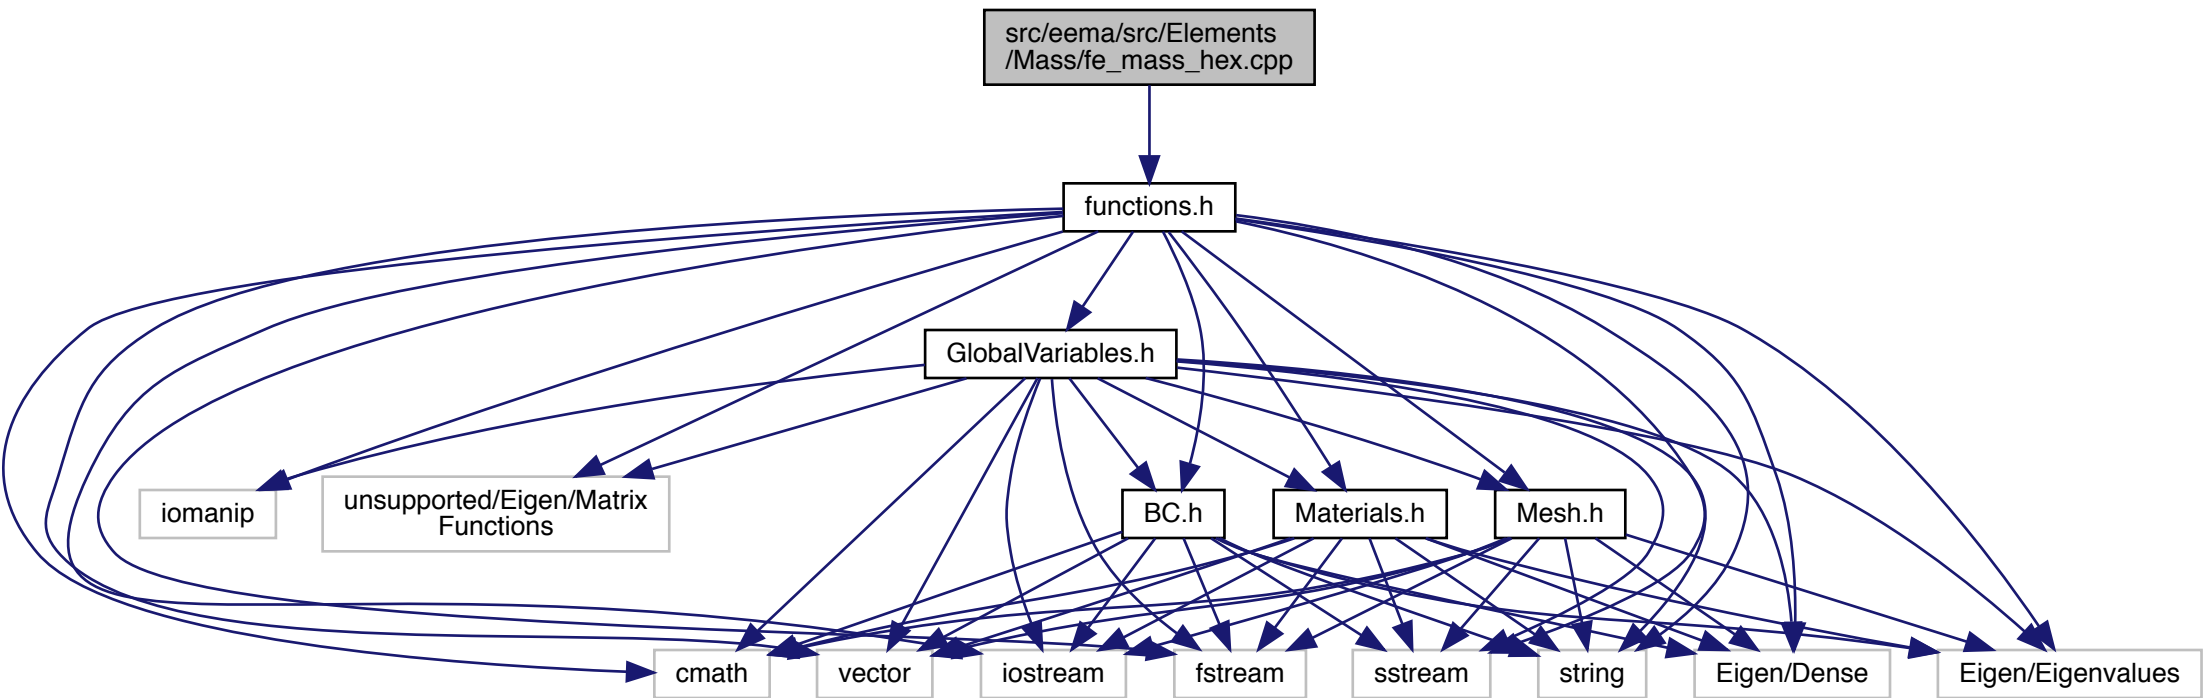 src/eema/src/Elements
/Mass/fe_mass_hex.cpp
functions.h
GlobalVariables.h
iomanip
unsupported/Eigen/Matrix
Functions
BC.h
Materials.h
Mesh.h
cmath
vector
iostream
fstream
sstream
string
Eigen/Dense
Eigen/Eigenvalues